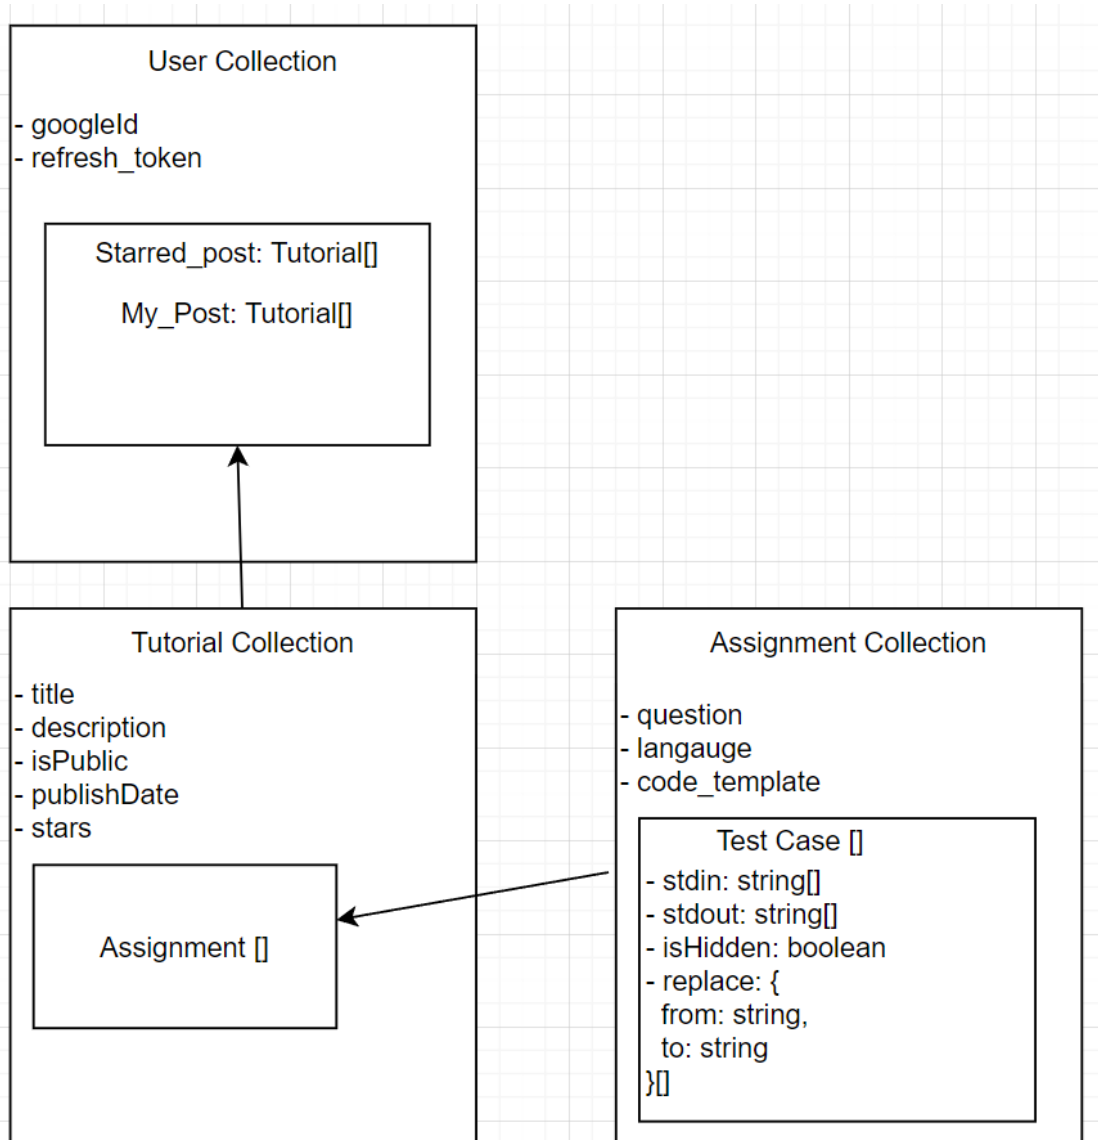 User Collection
- googleId
- refresh_token
Starred_post: Tutorial[]
My_Post: Tutorial[]
Tutorial Collection
- title
- description
- isPublic
- publishDate
- stars
Assignment []
Assignment Collection
- question
- langauge
- code_template
Test Case []
- stdin: string[]
- stdout: string[]
- isHidden: boolean
- replace: {
from: string,
to: string
}[]